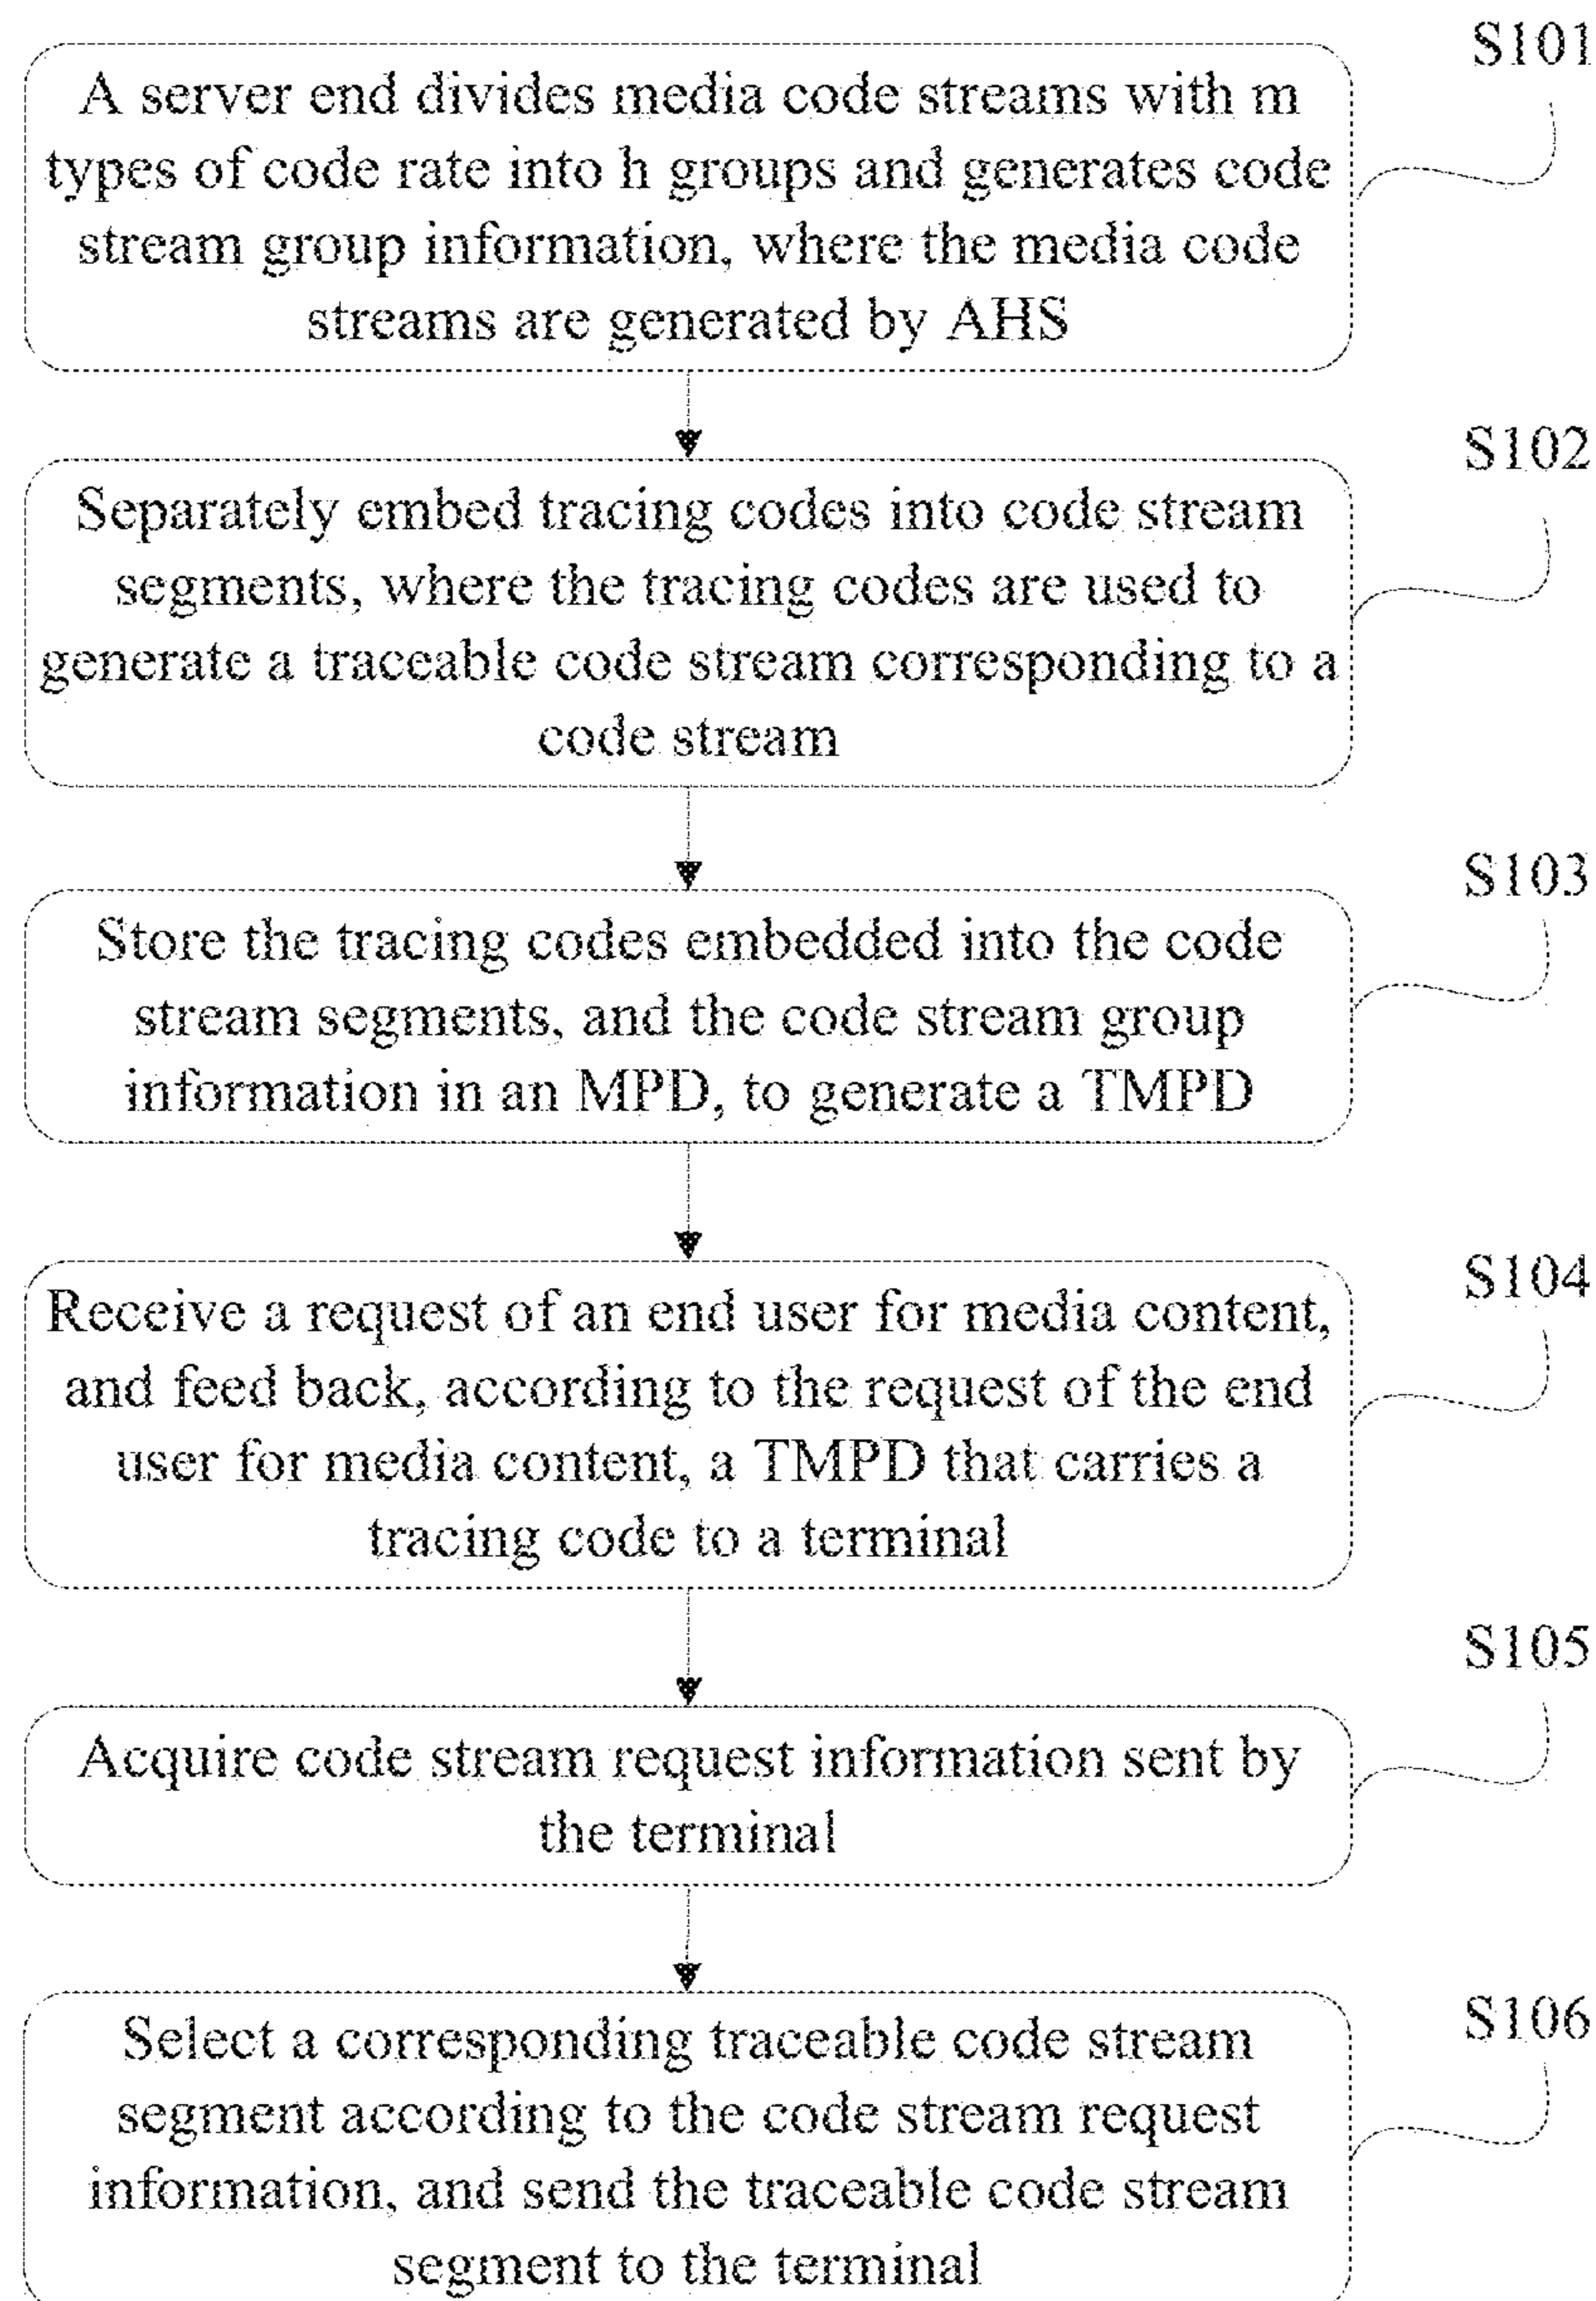 S101
A server end divides media code streams with m
types of code rate into h groups and generates code
stream group information, where the media code
streams are generated by AHS
S102
Separately embed tracing codes into code stream
segments, where the tracing codes are used to
generate a traceable code stream corresponding to a
code stream
S103
Store the tracing codes embedded into the code
stream segments, and the code stream group
information in an MPD, to generate a TMPD
S104
Receive a request of an end user for media content,
and feed back, according to the request of the end
user for media content, a TMPD that carries a
tracing code to a terminal
S105
Acquire code stream request information sent by
the terminal
S106
Select a corresponding traceable code stream
segment according to the code stream request
information, and send the traceable code stream
segment to the terminal